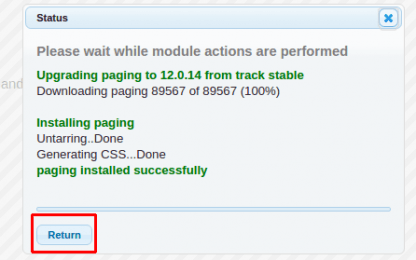 Status
Please wait while module actions are performed
Upgrading paging to 12.0.14 from track stable
Downloading paging 89567 of 89567 (100%)
and
Installing paging
Untarring..Done
Generating CSS...Done
paging installed successfully
Return